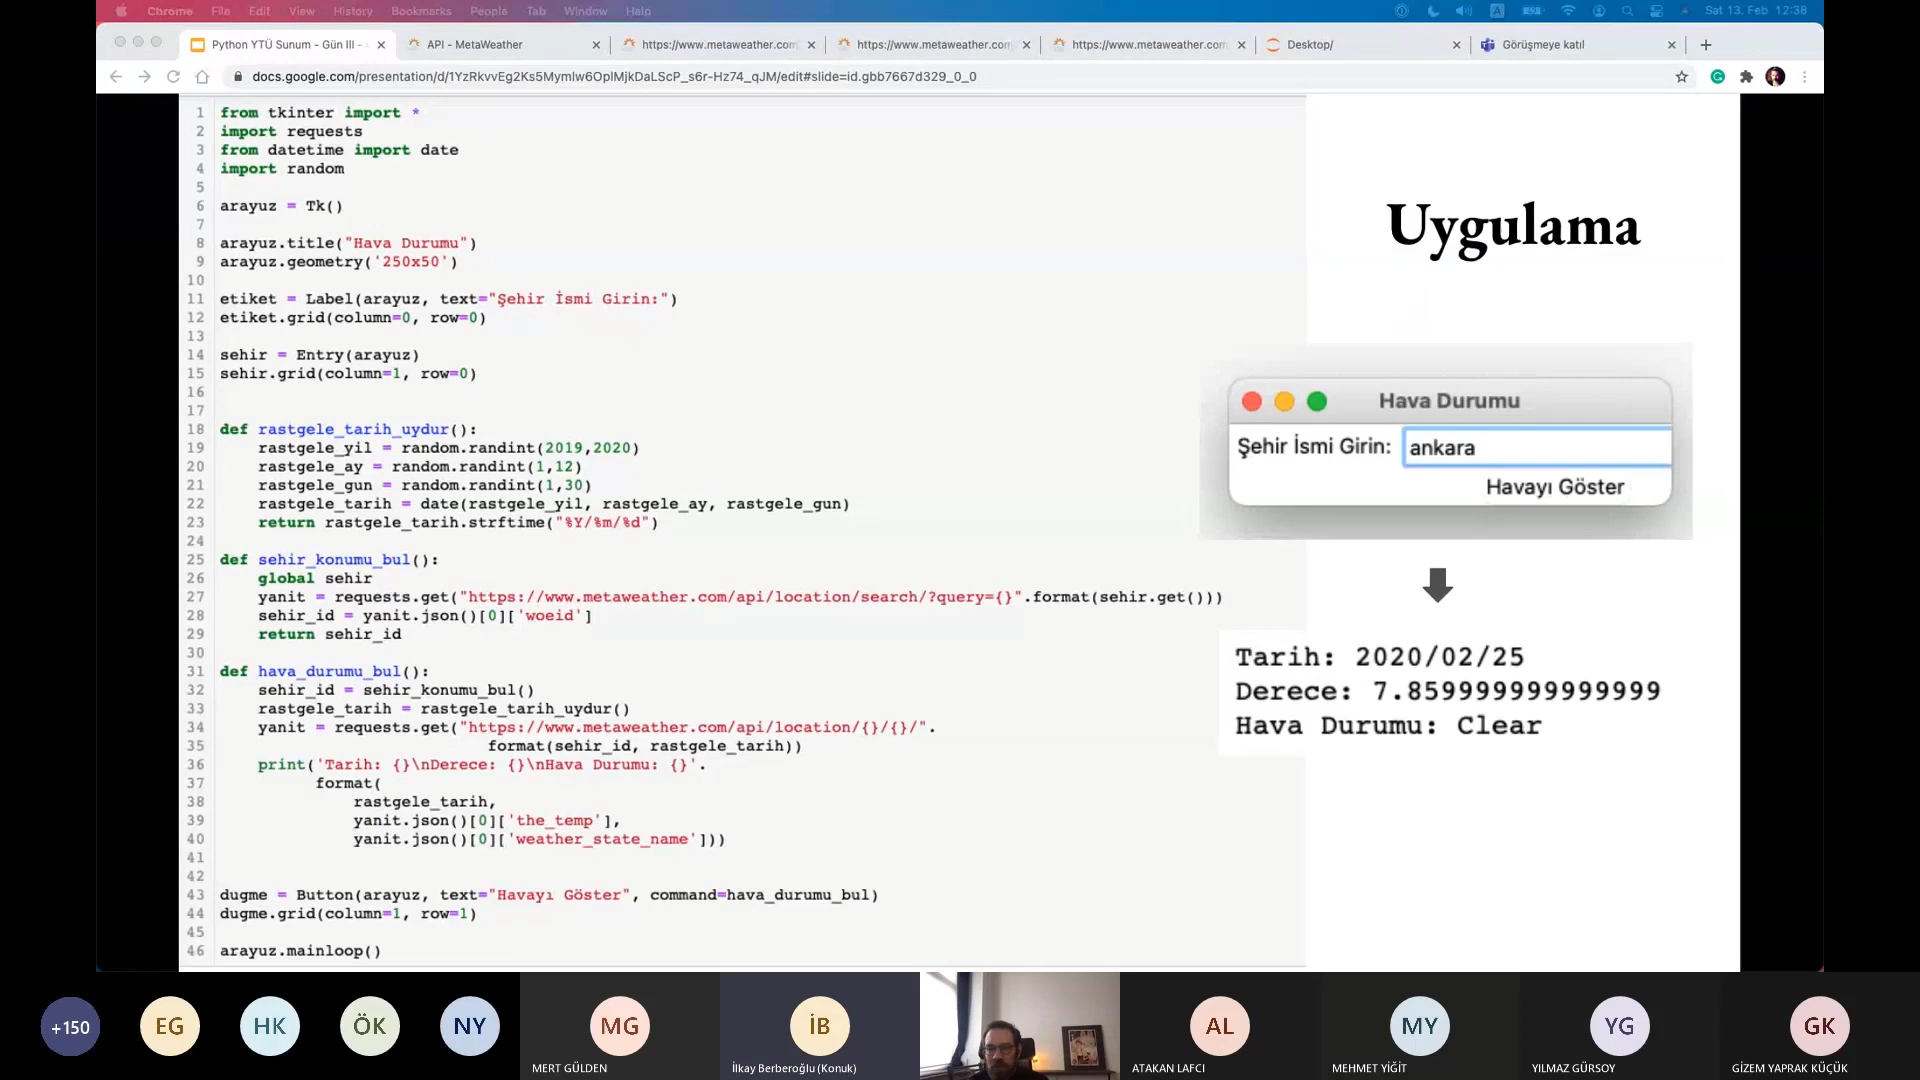 Chrome File Edit View History Bookmarks People Tab Window Help
Sat 13. Feb 12:38
Python YTÜ Sunum - Gün III -
API - MetaWeather
https://www.metaweather.com
https://www.metaweather.com
https://www.metaweather.com
Desktop/
Görüşmeye katıl
docs.google.com/presentation/d/1YzRkvvEg2Ks5Mymlw6OplMjkDaLScP_s6r-Hz74_qJM/edit#slide=id.gbb7667d329_0_0
1 from tkinter import *
2 import requests
3 from datetime import date
4 import random
5
6 arayuz = Tk()
7
8 arayuz.title("Hava Durumu")
9 arayuz.geometry('250x50')
10
11 etiket = Label(arayuz, text="Şehir İsmi Girin:")
12 etiket.grid(column=0, row=0)
13
14 sehir = Entry(arayuz)
15 sehir.grid(column=1, row=0)
16
17
18 def rastgele_tarih_uydur():
19 rastgele_yil = random.randint(2019,2020)
20 rastgele_ay = random.randint(1,12)
21 rastgele_gun = random.randint(1,30)
22 rastgele_tarih = date(rastgele_yil, rastgele_ay, rastgele_gun)
23 return rastgele_tarih.strftime("%Y/%m/%d")
24
25 def sehir_konumu_bul():
26 global sehir
27 yanit = requests.get("https://www.metaweather.com/api/location/search/?query={}".format(sehir.get()))
28 sehir_id = yanit.json()[0]['woeid']
29 return sehir_id
30
31 def hava_durumu_bul():
32 sehir_id = sehir_konumu_bul()
33 rastgele_tarih = rastgele_tarih_uydur()
34 yanit = requests.get("https://www.metaweather.com/api/location/{}/{}/".
35 format(sehir_id, rastgele_tarih))
36 print('Tarih: {}\nDerece: {}\nHava Durumu: {}'.
37 format(
38 rastgele_tarih,
39 yanit.json()[0]['the_temp'],
40 yanit.json()[0]['weather_state_name']))
41
42
43 dugme = Button(arayuz, text="Havayı Göster", command=hava_durumu_bul)
44 dugme.grid(column=1, row=1)
45
46 arayuz.mainloop()
Uygulama
Hava Durumu
Şehir İsmi Girin: ankara
Havayı Göster
Tarih: 2020/02/25
Derece: 7.859999999999999
Hava Durumu: Clear
+150
EG
HK
ÖK
NY
MG
MERT GÜLDEN
İB
İlkay Berberoğlu (Konuk)
AL
ATAKAN LAFCI
MY
MEHMET YİĞİT
YG
YILMAZ GÜRSOY
GK
GİZEM YAPRAK KÜÇÜK